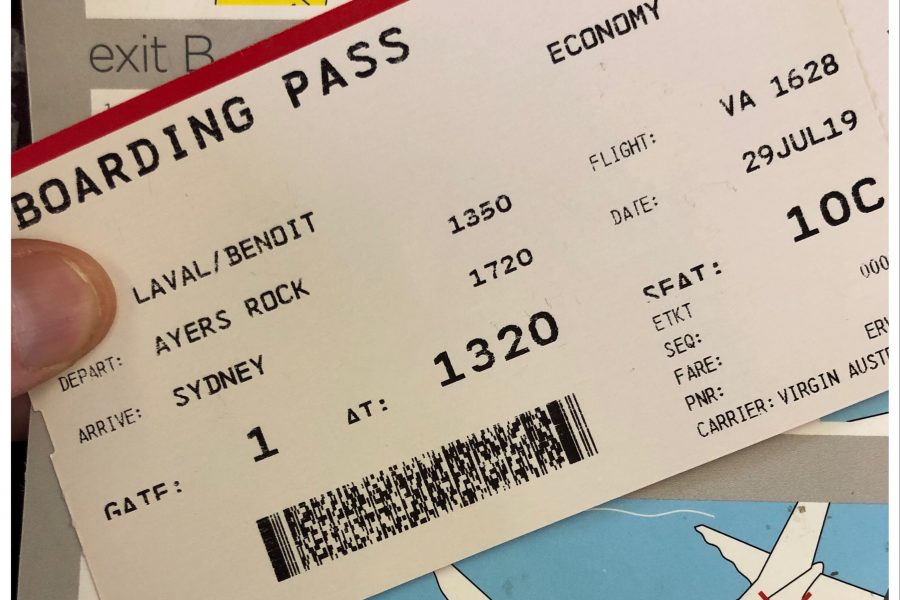 exit B
BOARDING PASS
ECONOMY
LAVAL/BENOIT
FLIGHT: VA 1628
DEPART: AYERS ROCK 1350
DATE: 29JUL19
ARRIVE: SYDNEY 1720
SEAT: 10C
GATE: 1 AT: 1320
ETKT
SEQ: 000
FARE:
PNR:
CARRIER: VIRGIN AUST